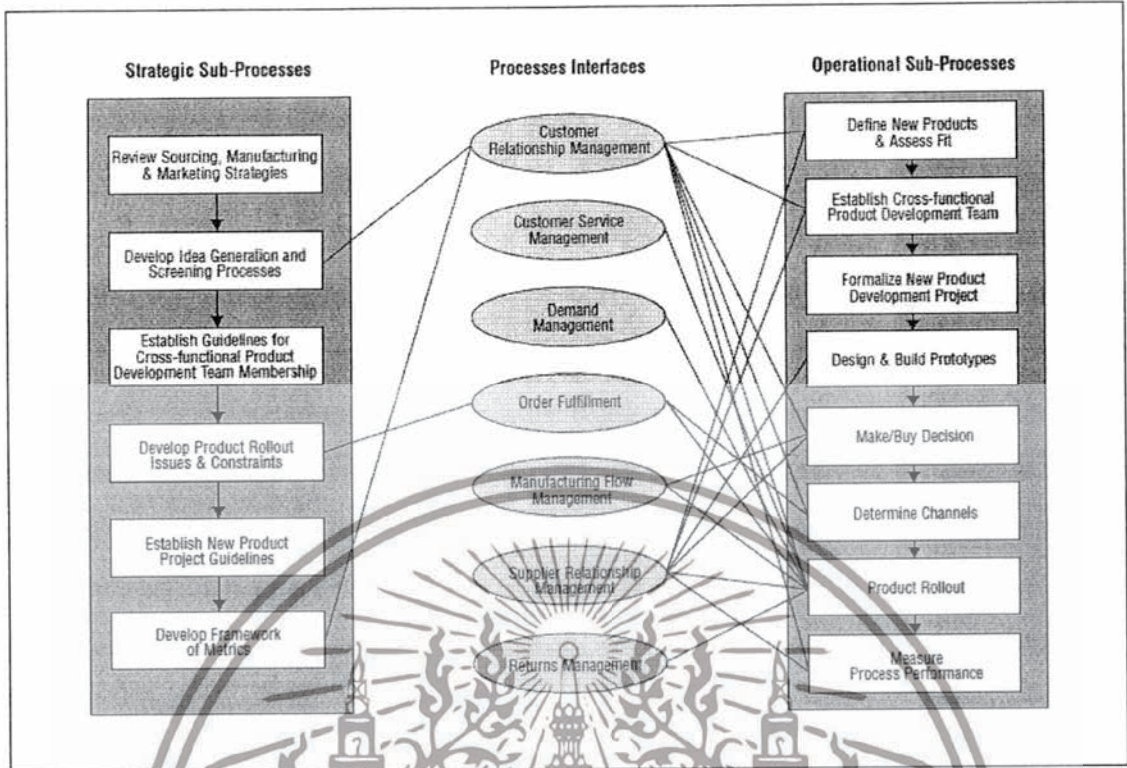 Strategic Sub-Processes
Review Sourcing, Manufacturing
& Marketing Strategies
Develop Idea Generation and
Screening Processes
Establish Guidelines for
Cross-functional Product
Development Team Membership
Develop Product Rollout
Issues & Constraints
Establish New Product
Project Guidelines
Develop Framework
of Metrics
Processes Interfaces
Customer
Relationship Management
Customer Service
Management
Demand
Management
Order Fulfillment
Manufacturing Flow
Management
Supplier Relationship
Management
Returns Management
Operational Sub-Processes
Define New Products
& Assess Fit
Establish Cross-functional
Product Development Team
Formalize New Product
Development Project
Design & Build Prototypes
Make/Buy Decision
Determine Channels
Product Rollout
Measure
Process Performance